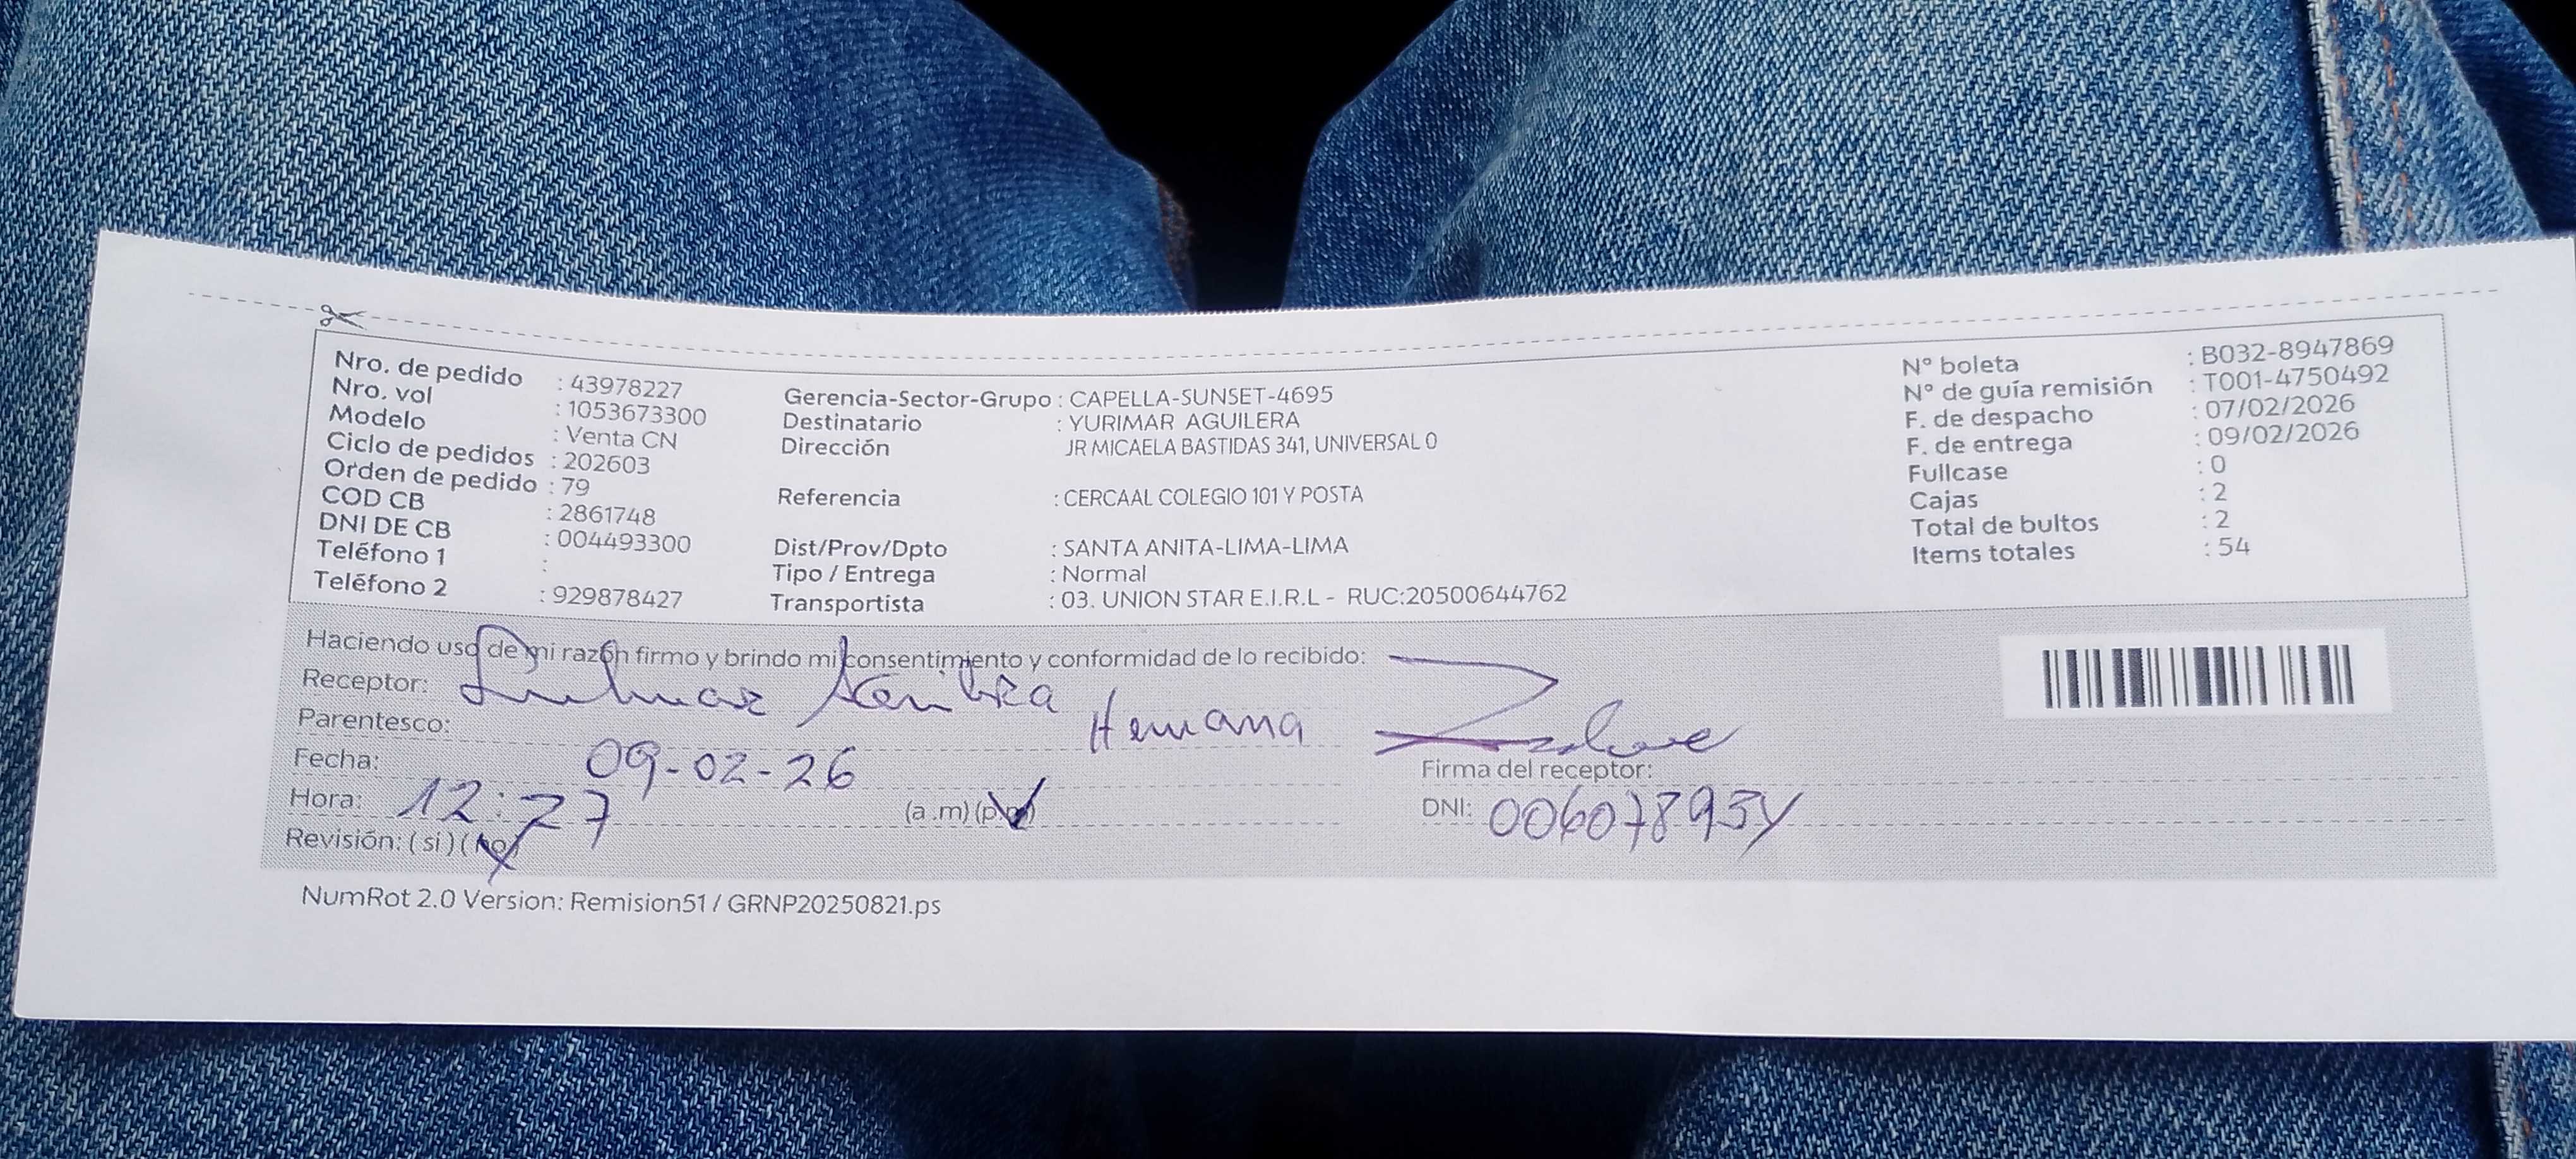 Nro. de pedido : 43978227
Nro. vol : 1053673300
Modelo : Venta CN
Ciclo de pedidos : 202603
Orden de pedido : 79
COD CB : 2861748
DNI DE CB : 004493300
Teléfono 1 :
Teléfono 2 : 929878427
Gerencia-Sector-Grupo : CAPELLA-SUNSET-4695
Destinatario : YURIMAR AGUILERA
Dirección JR MICAELA BASTIDAS 341, UNIVERSAL 0
Referencia : CERCAAL COLEGIO 101 Y POSTA
Dist/Prov/Dpto : SANTA ANITA-LIMA-LIMA
Tipo / Entrega : Normal
Transportista : 03. UNION STAR E.I.R.L - RUC:20500644762
N° boleta : B032-8947869
N° de guía remisión : T001-4750492
F. de despacho : 07/02/2026
F. de entrega : 09/02/2026
Fullcase : 0
Cajas : 2
Total de bultos : 2
Items totales : 54
Haciendo uso de mi razón firmo y brindo mi consentimiento y conformidad de lo recibido:
Receptor:
Parentesco: Hemana
Fecha: 09-02-26
Hora: 12:27 (a.m) (p.m)
Revisión: (si) (no)
Firma del receptor:
DNI:
NumRot 2.0 Version: Remision51 / GRNP20250821.ps